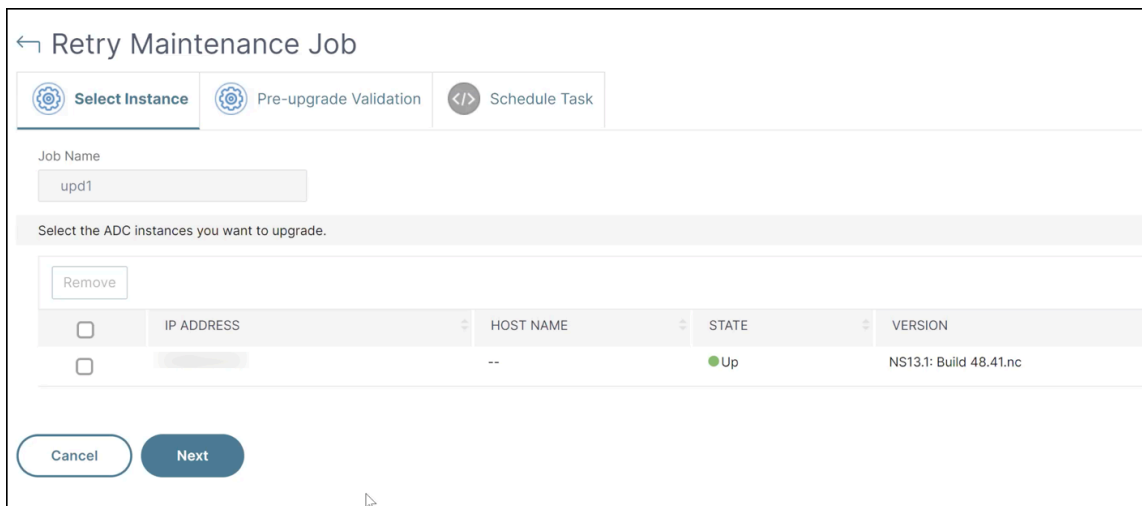 Retry Maintenance Job
Select Instance Pre-upgrade Validation </> Schedule Task
Job Name
upd1
Select the ADC instances you want to upgrade.
Remove
IP ADDRESS HOST NAME STATE VERSION
-- Up NS13.1: Build 48.41.nc
Cancel Next